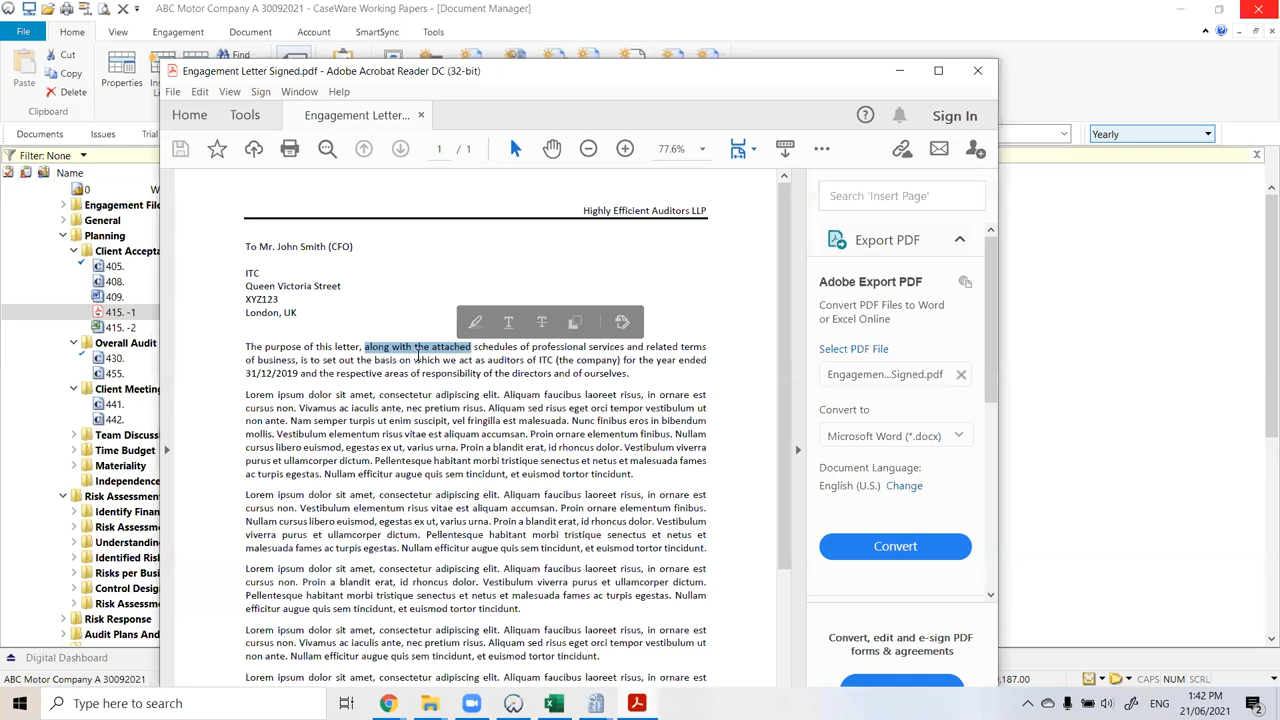 ABC Motor Company A 30092021 - CaseWare Working Papers - [Document Manager]
File Home View Engagement Document Account SmartSync Tools
Paste Cut Copy Delete Properties Find
Clipboard
Documents Issues Trial
Yearly
Filter: None
Name
0 W
Engagement File
General
Planning
Client Accepta
405.
408.
409.
415. -1
415. -2
Overall Audit
430.
455.
Client Meeting
441.
442.
Team Discuss
Time Budget
Materiality
Independence
Risk Assessment
Identify Finan
Risk Assessm
Understanding
Identified Risk
Risks per Busi
Control Design
Risk Assessm
Risk Response
Audit Plans And
Digital Dashboard
ABC Motor Company A 30092021
,187.00 CAPS NUM SCRL
Engagement Letter Signed.pdf - Adobe Acrobat Reader DC (32-bit)
File Edit View Sign Window Help
Home Tools Engagement Letter... × Sign In
1 / 1 77.6%
Highly Efficient Auditors LLP
To Mr. John Smith (CFO)
ITC
Queen Victoria Street
XYZ123
London, UK
The purpose of this letter, along with the attached schedules of professional services and related terms
of business, is to set out the basis on which we act as auditors of ITC (the company) for the year ended
31/12/2019 and the respective areas of responsibility of the directors and of ourselves.
Lorem ipsum dolor sit amet, consectetur adipiscing elit. Aliquam faucibus laoreet risus, in ornare est
cursus non. Vivamus ac iaculis ante, nec pretium risus. Aliquam sed risus eget orci tempor vestibulum ut
non ante. Nam semper turpis ut enim suscipit, vel fringilla est malesuada. Nunc finibus eros in bibendum
mollis. Vestibulum elementum risus vitae est aliquam accumsan. Proin ornare elementum finibus. Nullam
cursus libero euismod, egestas ex ut, varius urna. Proin a blandit erat, id rhoncus dolor. Vestibulum viverra
purus et ullamcorper dictum. Pellentesque habitant morbi tristique senectus et netus et malesuada fames
ac turpis egestas. Nullam efficitur augue quis sem tincidunt, et euismod tortor tincidunt.
Lorem ipsum dolor sit amet, consectetur adipiscing elit. Aliquam faucibus laoreet risus, in ornare est
cursus non. Vestibulum elementum risus vitae est aliquam accumsan. Proin ornare elementum finibus.
Nullam cursus libero euismod, egestas ex ut, varius urna. Proin a blandit erat, id rhoncus dolor. Vestibulum
viverra purus et ullamcorper dictum. Pellentesque habitant morbi tristique senectus et netus et
malesuada fames ac turpis egestas. Nullam efficitur augue quis sem tincidunt, et euismod tortor tincidunt.
Lorem ipsum dolor sit amet, consectetur adipiscing elit. Aliquam faucibus laoreet risus, in ornare est
cursus non. Proin a blandit erat, id rhoncus dolor. Vestibulum viverra purus et ullamcorper dictum.
Pellentesque habitant morbi tristique senectus et netus et malesuada fames ac turpis egestas. Nullam
efficitur augue quis sem tincidunt, et euismod tortor tincidunt.
Lorem ipsum dolor sit amet, consectetur adipiscing elit. Aliquam faucibus laoreet risus, in ornare est
cursus non. Vivamus ac iaculis ante, nec pretium risus. Aliquam sed risus eget orci tempor vestibulum ut
non ante. Nullam efficitur augue quis sem tincidunt, et euismod tortor tincidunt.
Lorem ipsum dolor sit amet, consectetur adipiscing elit. Aliquam faucibus laoreet risus, in ornare est
Search 'Insert Page'
Export PDF
Adobe Export PDF
Convert PDF Files to Word
or Excel Online
Select PDF File
Engagemen...Signed.pdf
Convert to
Microsoft Word (*.docx)
Document Language:
English (U.S.) Change
Convert
Convert, edit and e-sign PDF
forms & agreements
Type here to search
1:42 PM
21/06/2021
2